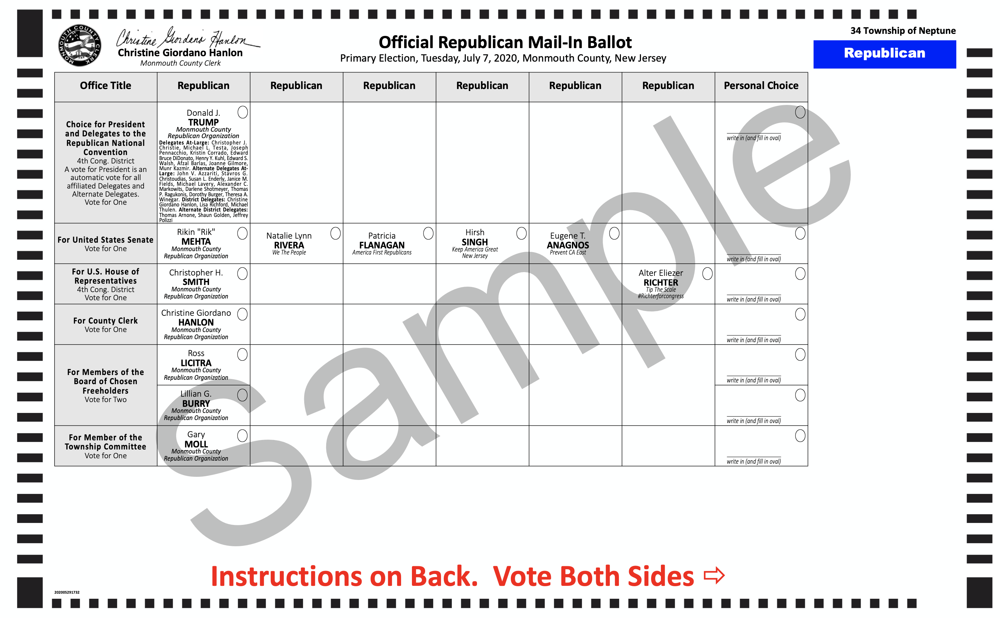 MONMOUTH COUNTY CLERK
Christine Giordano Hanlon
Christine Giordano Hanlon
Monmouth County Clerk
Official Republican Mail-In Ballot
Primary Election, Tuesday, July 7, 2020, Monmouth County, New Jersey
34 Township of Neptune
Republican
Office Title
Republican
Republican
Republican
Republican
Republican
Republican
Personal Choice
Choice for President
and Delegates to the
Republican National
Convention
4th Cong. District
A vote for President is an
automatic vote for all
affiliated Delegates and
Alternate Delegates.
Vote for One
Donald J.
TRUMP
Monmouth County
Republican Organization
Delegates At-Large: Christopher J.
Christie, Michael L. Testa, Joseph
Pennacchio, Kristin Corrado, Edward
Bruce DiDonato, Henry Y. Kuhl, Edward S.
Walsh, Afzal Barlas, Joanne Gilmore,
Munr Kazmir. Alternate Delegates At-
Large: John V. Azzariti, Stavros G.
Christoudias, Susan L. Enderly, Janice M.
Fields, Michael Lavery, Alexander C.
Markowits, Darlene Shotmeyer, Thomas
P. Ragukonis, Dorothy Burger, Theresa A.
Winegar. District Delegates: Christine
Giordano Hanlon, Lisa Richford, Michael
Thulen. Alternate District Delegates:
Thomas Arnone, Shaun Golden, Jeffrey
Polizzi
write in (and fill in oval)
For United States Senate
Vote for One
Rikin "Rik"
MEHTA
Monmouth County
Republican Organization
Natalie Lynn
RIVERA
We The People
Patricia
FLANAGAN
America First Republicans
Hirsh
SINGH
Keep America Great
New Jersey
Eugene T.
ANAGNOS
Prevent CA East
write in (and fill in oval)
For U.S. House of
Representatives
4th Cong. District
Vote for One
Christopher H.
SMITH
Monmouth County
Republican Organization
Alter Eliezer
RICHTER
Tip The Scale
#Richterforcongress
write in (and fill in oval)
For County Clerk
Vote for One
Christine Giordano
HANLON
Monmouth County
Republican Organization
write in (and fill in oval)
For Members of the
Board of Chosen
Freeholders
Vote for Two
Ross
LICITRA
Monmouth County
Republican Organization
write in (and fill in oval)
Lillian G.
BURRY
Monmouth County
Republican Organization
write in (and fill in oval)
For Member of the
Township Committee
Vote for One
Gary
MOLL
Monmouth County
Republican Organization
write in (and fill in oval)
Sample
Instructions on Back. Vote Both Sides ⇨
202005291732